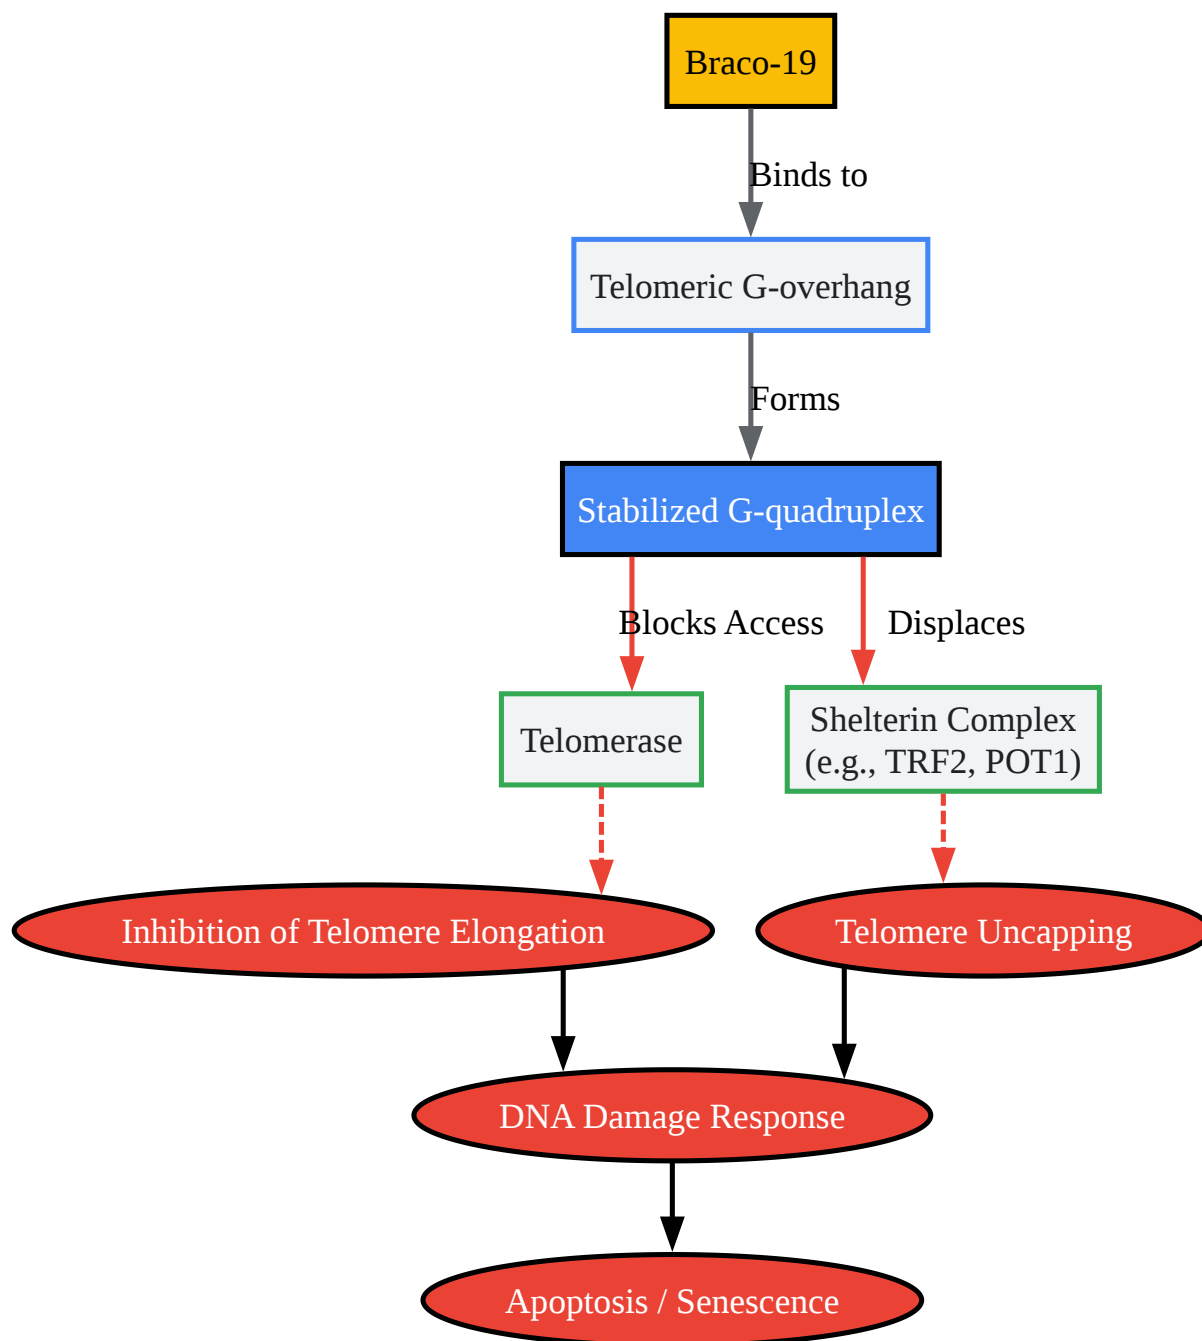 Braco-19
Binds to
Telomeric G-overhang
Forms
Stabilized G-quadruplex
Blocks Access
Displaces
Telomerase
Shelterin Complex
(e.g., TRF2, POT1)
Inhibition of Telomere Elongation
Telomere Uncapping
DNA Damage Response
Apoptosis / Senescence